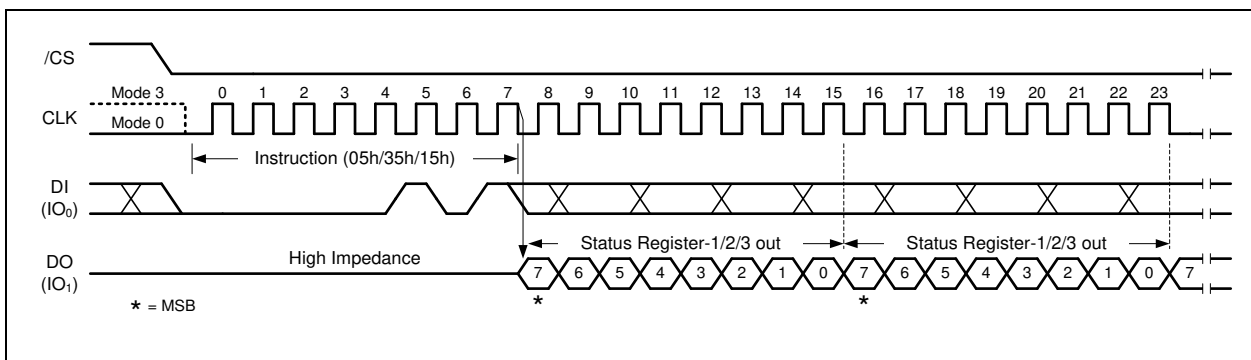 /CS
Mode 3 0 1 2 3 4 5 6 7 8 9 10 11 12 13 14 15 16 17 18 19 20 21 22 23
CLK
Mode 0
Instruction (05h/35h/15h)
DI
(IO₀)
Status Register-1/2/3 out Status Register-1/2/3 out
High Impedance
DO
(IO₁)
7 6 5 4 3 2 1 0 7 6 5 4 3 2 1 0 7
* *
* = MSB